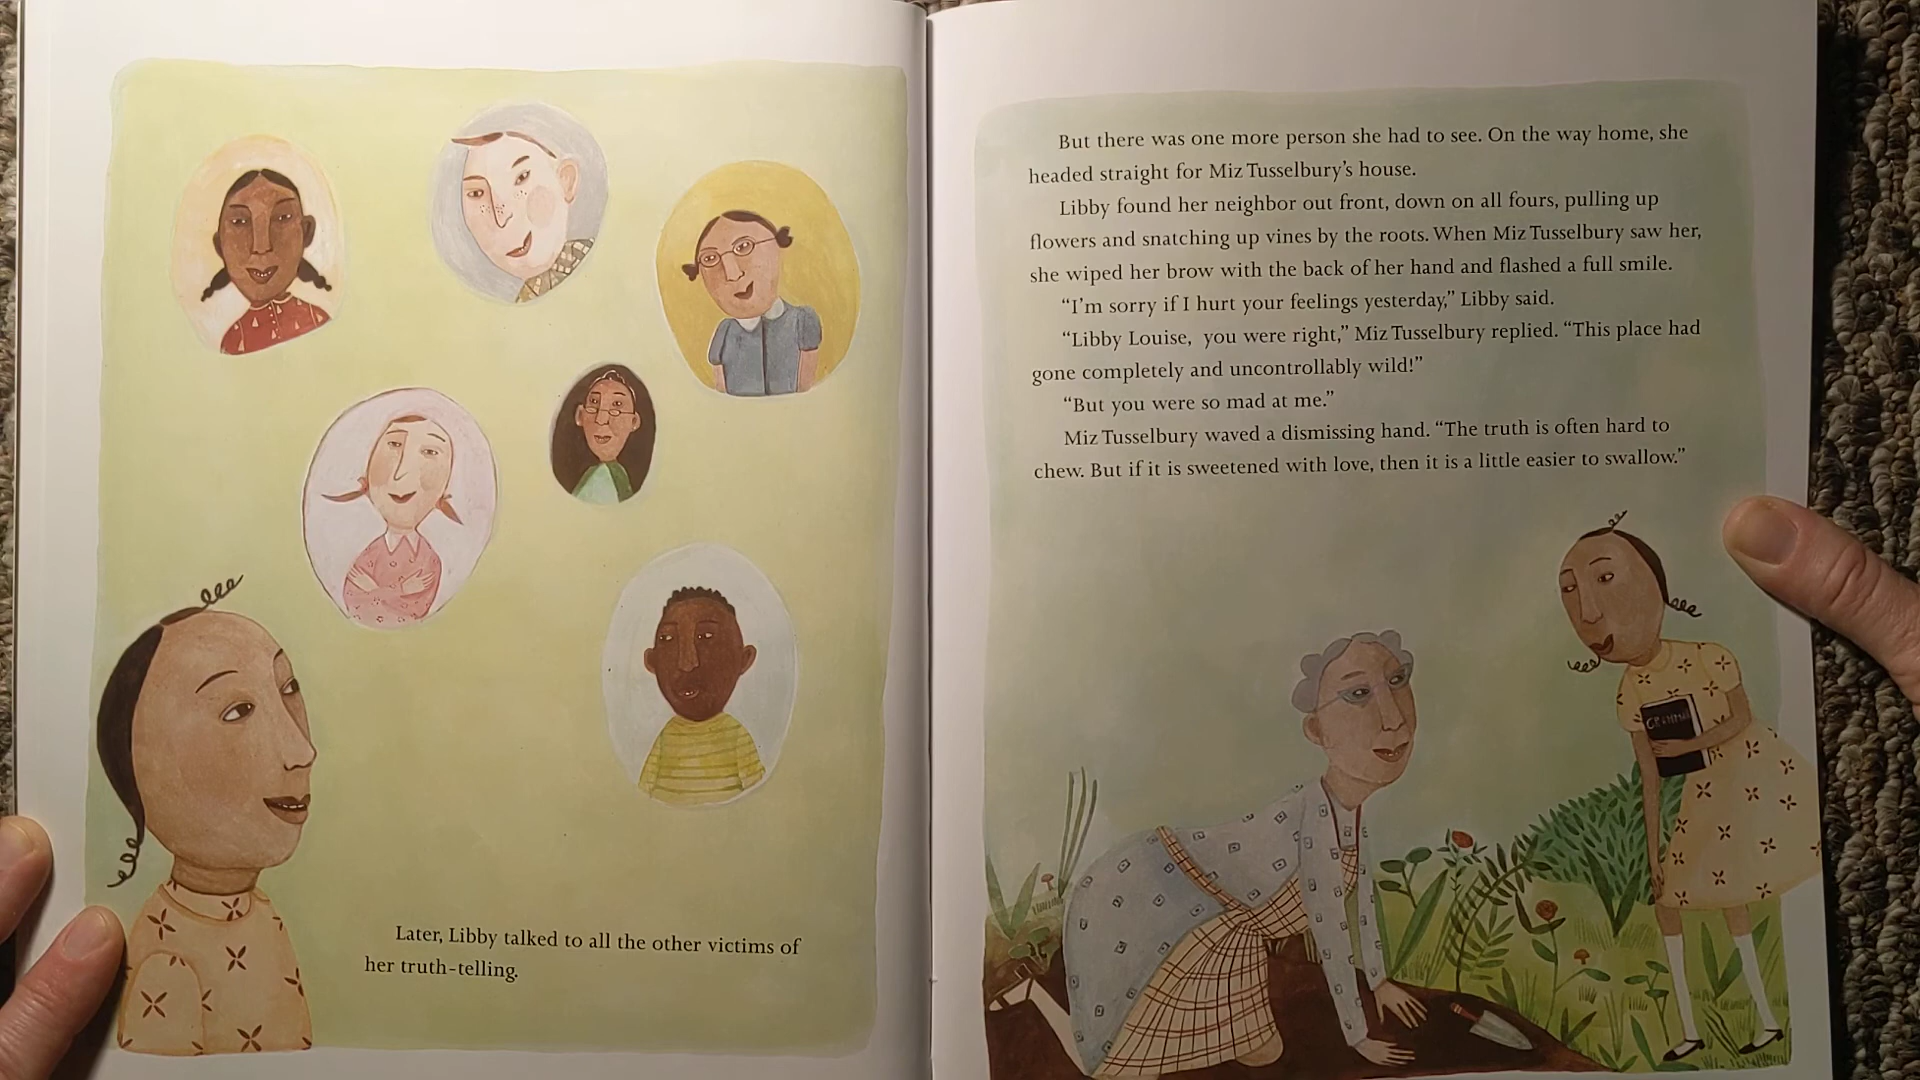 Later, Libby talked to all the other victims of
her truth-telling.
But there was one more person she had to see. On the way home, she
headed straight for Miz Tusselbury’s house.
Libby found her neighbor out front, down on all fours, pulling up
flowers and snatching up vines by the roots. When Miz Tusselbury saw her,
she wiped her brow with the back of her hand and flashed a full smile.
“I’m sorry if I hurt your feelings yesterday,” Libby said.
“Libby Louise, you were right,” Miz Tusselbury replied. “This place had
gone completely and uncontrollably wild!”
“But you were so mad at me.”
Miz Tusselbury waved a dismissing hand. “The truth is often hard to
chew. But if it is sweetened with love, then it is a little easier to swallow.”